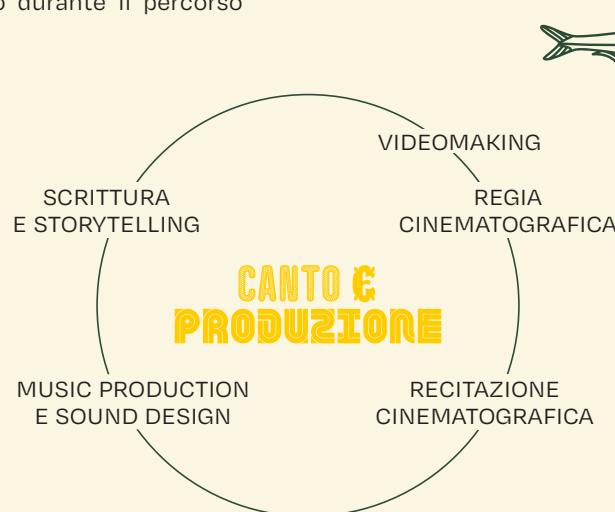 durante il percorso
VIDEOMAKING
SCRITTURA
E STORYTELLING
REGIA
CINEMATOGRAFICA
CANTO E
PRODUZIONE
MUSIC PRODUCTION
E SOUND DESIGN
RECITAZIONE
CINEMATOGRAFICA